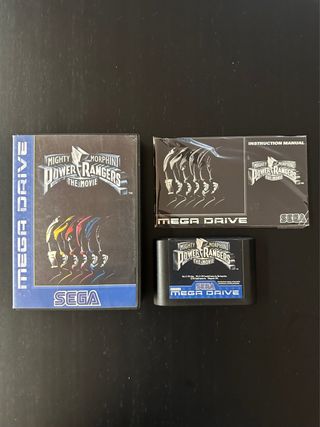 MEGA DRIVE
MIGHTY MORPHIN
POWER RANGERS
THE MOVIE
SEGA
INSTRUCTION MANUAL
MIGHTY MORPHIN
POWER RANGERS
THE MOVIE
MEGA DRIVE
SEGA
MIGHTY MORPHIN
POWER RANGERS
THE MOVIE
SEGA
MEGA DRIVE